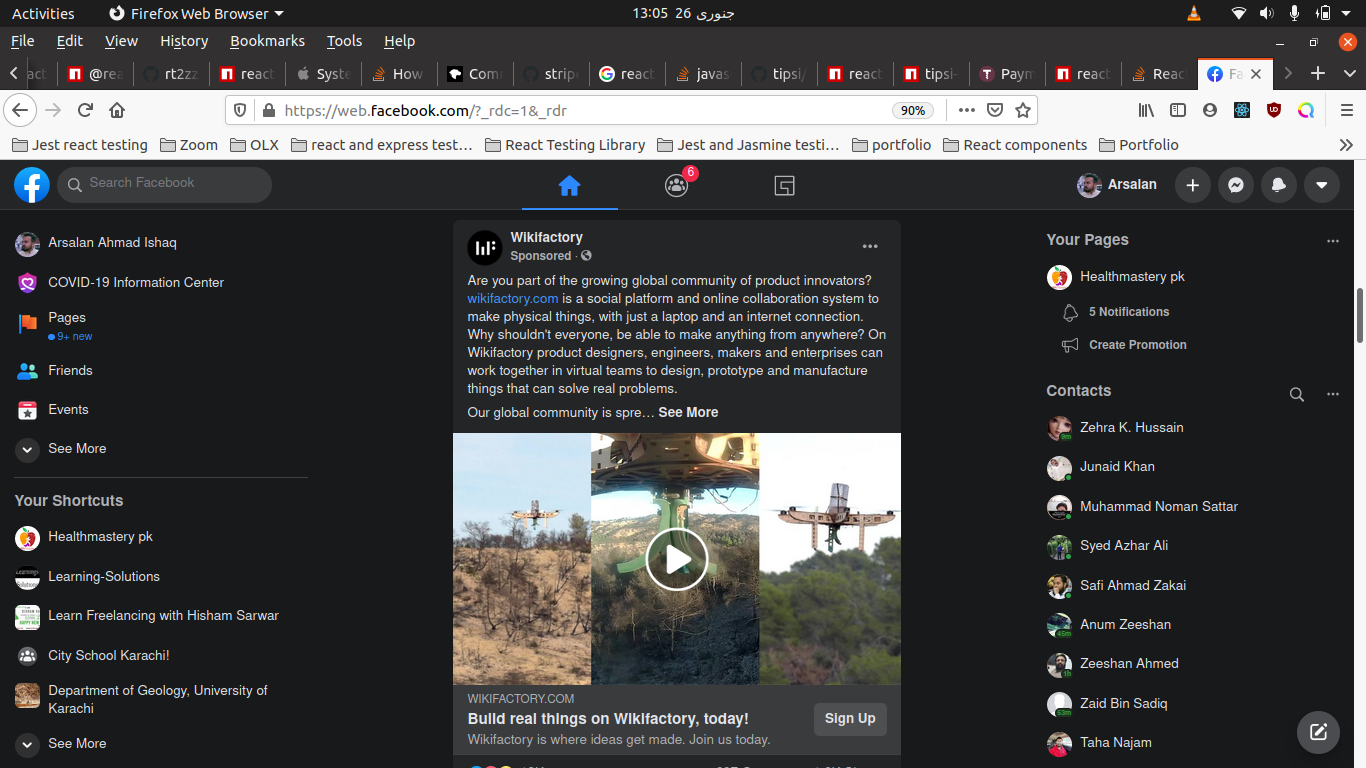 Activities
Firefox Web Browser
13:05 26 جنوری
File Edit View History Bookmarks Tools Help
@rea
rt2zz
react
Syste
How
Comm
stripe
react
javas
tipsi/
react
tipsi-
Paym
react
Reac
Fa
https://web.facebook.com/?_rdc=1&_rdr
90%
Jest react testing
Zoom
OLX
react and express test…
React Testing Library
Jest and Jasmine testi…
portfolio
React components
Portfolio
Search Facebook
6
Arsalan
Arsalan Ahmad Ishaq
COVID-19 Information Center
Pages
9+ new
Friends
Events
See More
Your Shortcuts
Healthmastery pk
Learning-Solutions
Learn Freelancing with Hisham Sarwar
City School Karachi!
Department of Geology, University of
Karachi
See More
Wikifactory
Sponsored ·
Are you part of the growing global community of product innovators?
wikifactory.com is a social platform and online collaboration system to
make physical things, with just a laptop and an internet connection.
Why shouldn't everyone, be able to make anything from anywhere? On
Wikifactory product designers, engineers, makers and enterprises can
work together in virtual teams to design, prototype and manufacture
things that can solve real problems.
Our global community is spre… See More
WIKIFACTORY.COM
Build real things on Wikifactory, today!
Wikifactory is where ideas get made. Join us today.
Sign Up
Your Pages
Healthmastery pk
5 Notifications
Create Promotion
Contacts
Zehra K. Hussain
9m
Junaid Khan
Muhammad Noman Sattar
Syed Azhar Ali
Safi Ahmad Zakai
Anum Zeeshan
45m
Zeeshan Ahmed
1h
Zaid Bin Sadiq
53m
Taha Najam